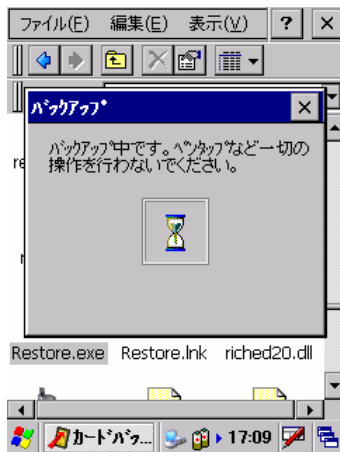 ファイル(F) 編集(E) 表示(V) ? ×
ﾊﾞｯｸｱｯﾌﾟ
ﾊﾞｯｸｱｯﾌﾟ中です。ﾍﾟﾝﾀｯﾌﾟなど一切の
操作を行わないでください。
re
Restore.exe Restore.lnk riched20.dll
ｶｰﾄﾞﾊﾞｯ... 17:09